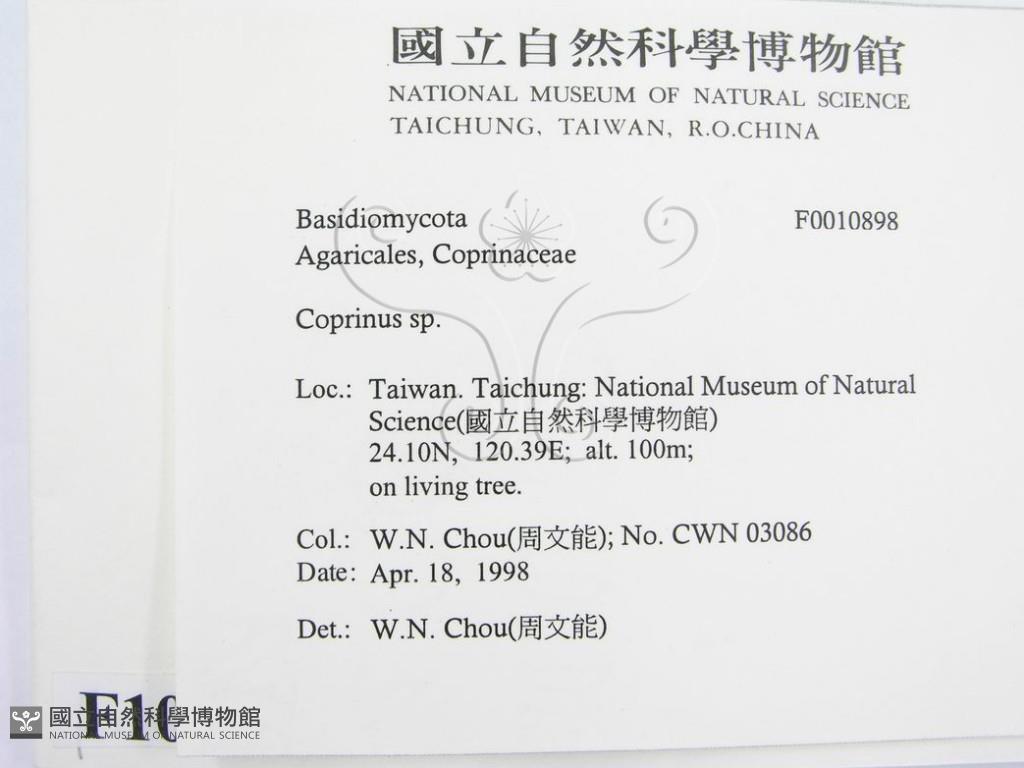 國立自然科學博物館
NATIONAL MUSEUM OF NATURAL SCIENCE
TAICHUNG, TAIWAN, R.O.CHINA
Basidiomycota F0010898
Agaricales, Coprinaceae
Coprinus sp.
Loc.: Taiwan. Taichung: National Museum of Natural
Science(國立自然科學博物館)
24.10N, 120.39E; alt. 100m;
on living tree.
Col.: W.N. Chou(周文能); No. CWN 03086
Date: Apr. 18, 1998
Det.: W.N. Chou(周文能)
F10
國立自然科學博物館
NATIONAL MUSEUM OF NATURAL SCIENCE